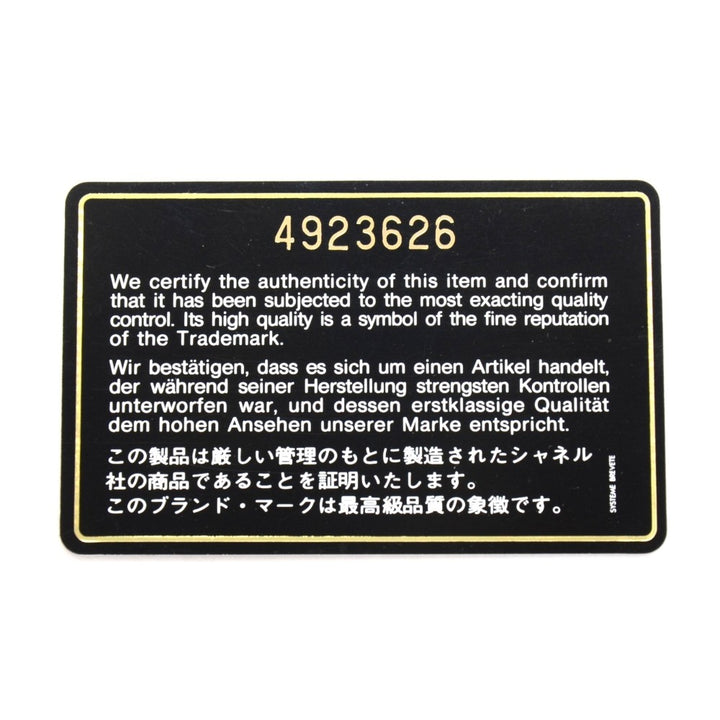 4923626
We certify the authenticity of this item and confirm
that it has been subjected to the most exacting quality
control. Its high quality is a symbol of the fine reputation
of the Trademark.
Wir bestätigen, dass es sich um einen Artikel handelt,
der während seiner Herstellung strengsten Kontrollen
unterworfen war, und dessen erstklassige Qualität
dem hohen Ansehen unserer Marke entspricht.
この製品は厳しい管理のもとに製造されたシャネル
社の商品であることを証明いたします。
このブランド・マークは最高級品質の象徴です。
SYSTEME BREVETE